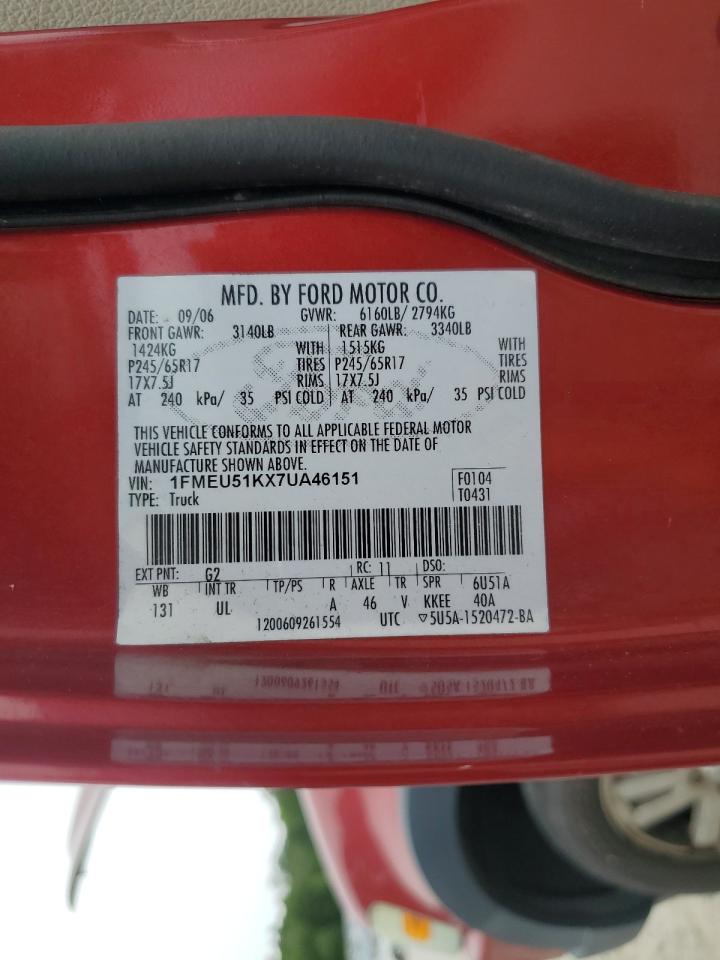 MFD. BY FORD MOTOR CO.
DATE: 09/06 GVWR: 6160LB/ 2794KG
FRONT GAWR: 3140LB REAR GAWR: 3340LB
1424KG WITH 1515KG WITH
P245/65R17 TIRES P245/65R17 TIRES
17X7.5J RIMS 17X7.5J RIMS
AT 240 kPa/ 35 PSI COLD AT 240 kPa/ 35 PSI COLD
THIS VEHICLE CONFORMS TO ALL APPLICABLE FEDERAL MOTOR
VEHICLE SAFETY STANDARDS IN EFFECT ON THE DATE OF
MANUFACTURE SHOWN ABOVE.
VIN: 1FMEU51KX7UA46151 F0104
TYPE: Truck T0431
EXT PNT: G2 RC: 11 DSO:
WB INT TR TP/PS R AXLE TR SPR 6U51A
131 UL A 46 V KKEE 40A
1200609261554 UTC ▽5U5A-1520472-BA